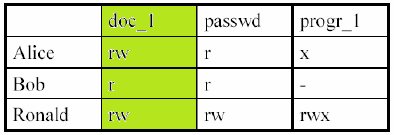 doc_1 passwd progr_1
Alice rw r x
Bob r r -
Ronald rw rw rwx